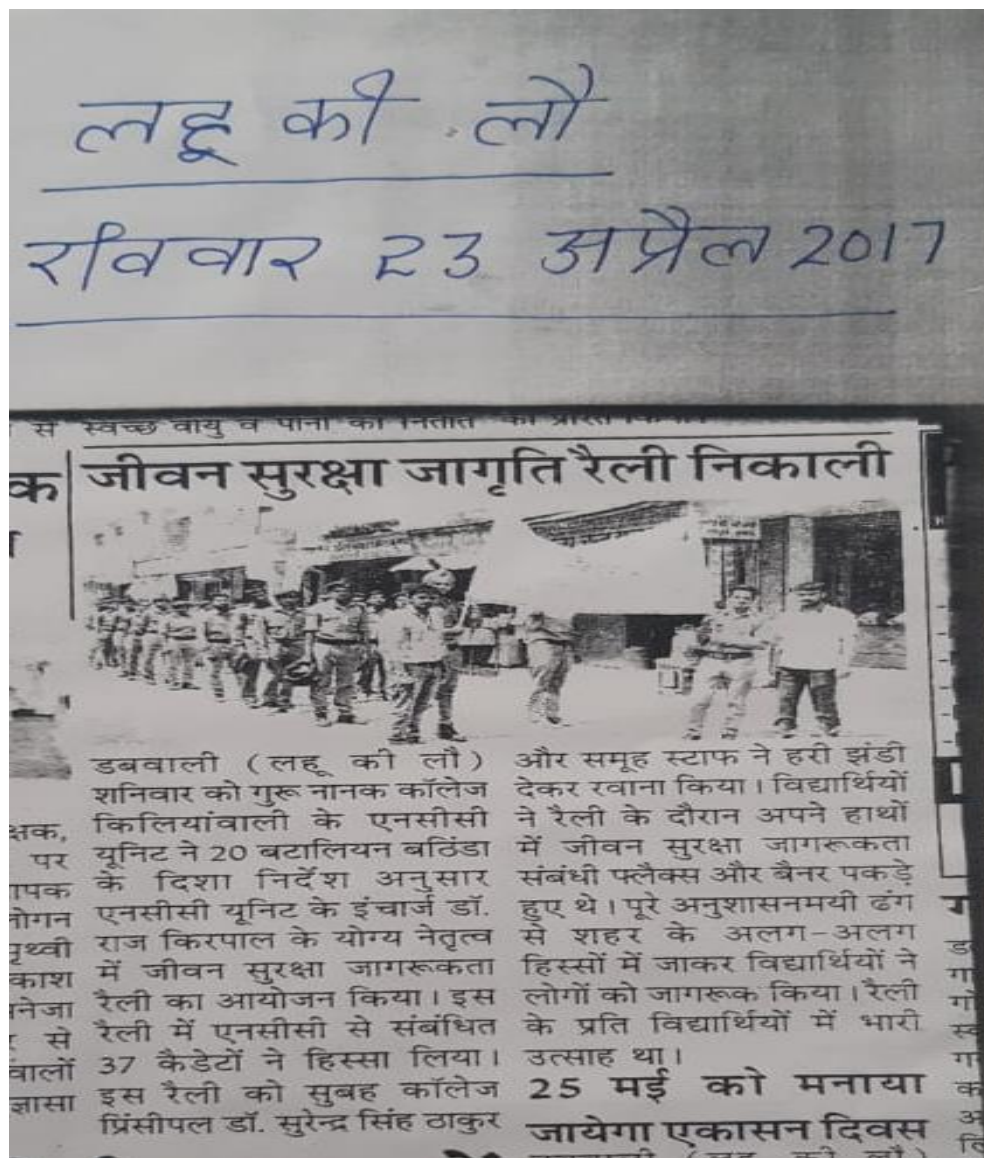 लहू की लौ
रविवार 23 अप्रैल 2017
से स्वच्छ वायु व पानी का
क
जीवन सुरक्षा जागृति रैली निकाली
डबवाली (लहू की लौ)
शनिवार को गुरू नानक कॉलेज
किलियांवाली के एनसीसी
यूनिट ने 20 बटालियन बठिंडा
के दिशा निर्देश अनुसार
एनसीसी यूनिट के इंचार्ज डॉ.
राज किरपाल के योग्य नेतृत्व
में जीवन सुरक्षा जागरूकता
रैली का आयोजन किया। इस
रैली में एनसीसी से संबंधित
37 कैडेटों ने हिस्सा लिया।
इस रैली को सुबह कॉलेज
प्रिंसीपल डॉ. सुरेन्द्र सिंह ठाकुर
और समूह स्टाफ ने हरी झंडी
देकर रवाना किया। विद्यार्थियों
ने रैली के दौरान अपने हाथों
में जीवन सुरक्षा जागरूकता
संबंधी फ्लैक्स और बैनर पकड़े
हुए थे। पूरे अनुशासनमयी ढंग
से शहर के अलग-अलग
हिस्सों में जाकर विद्यार्थियों ने
लोगों को जागरूक किया। रैली
के प्रति विद्यार्थियों में भारी
उत्साह था।
25 मई को मनाया
जायेगा एकासन दिवस